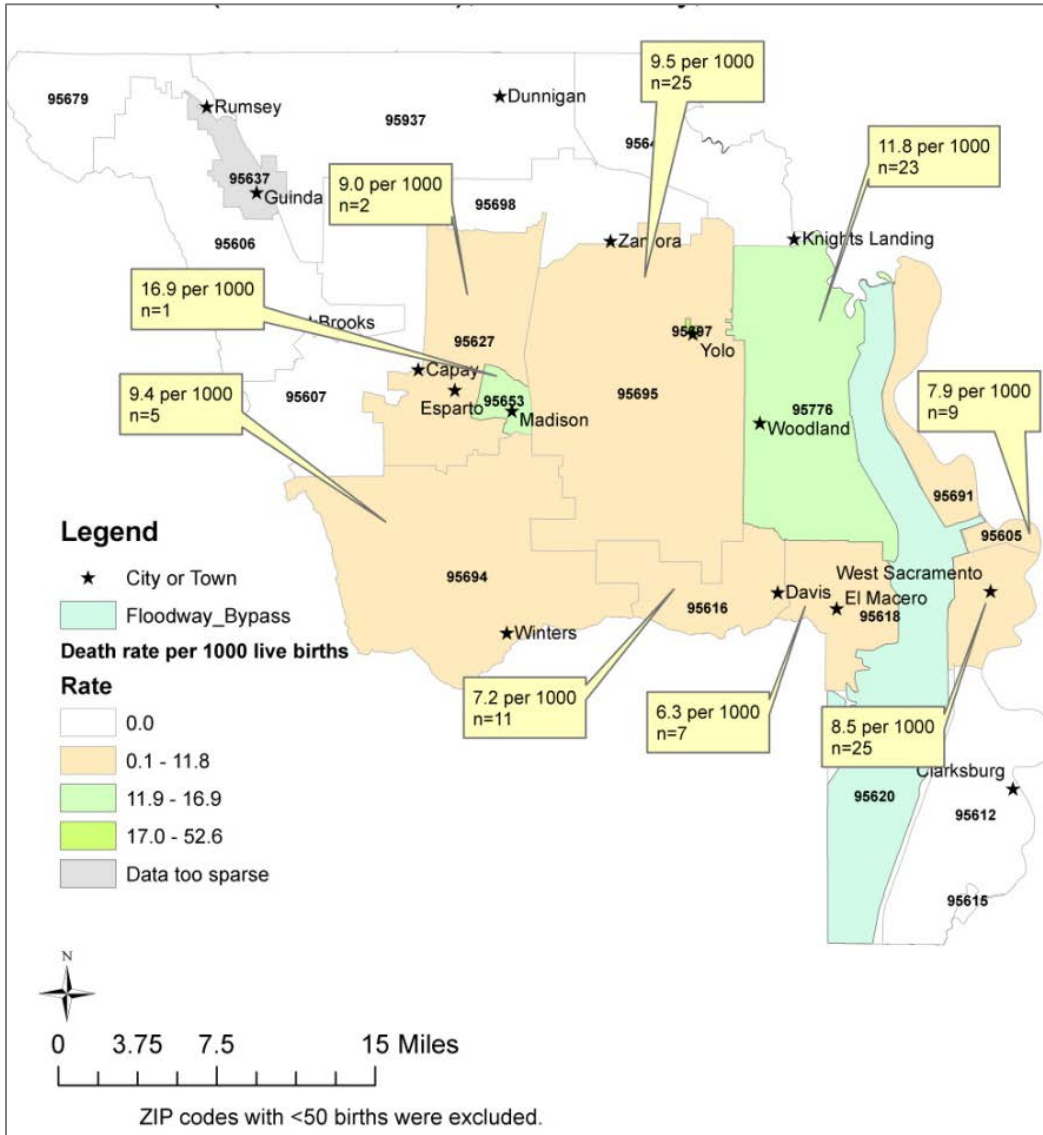 9.5 per 1000
n=25
95679
Rumsey
Dunnigan
95937
11.8 per 1000
n=23
95637
Guinda
9.0 per 1000
n=2
95698
95606
Zamora
Knights Landing
16.9 per 1000
n=1
Brooks
95627
Yolo
Capay
9.4 per 1000
n=5
95607
Esparto
95653
Madison
95695
95776
Woodland
7.9 per 1000
n=9
95691
95605
Legend
City or Town
Floodway_Bypass
Death rate per 1000 live births
Rate
0.0
0.1 - 11.8
11.9 - 16.9
17.0 - 52.6
Data too sparse
95694
Winters
95616
Davis
West Sacramento
El Macero
95618
7.2 per 1000
n=11
6.3 per 1000
n=7
8.5 per 1000
n=25
Clarksburg
95620
95612
95615
N
0 3.75 7.5 15 Miles
ZIP codes with <50 births were excluded.